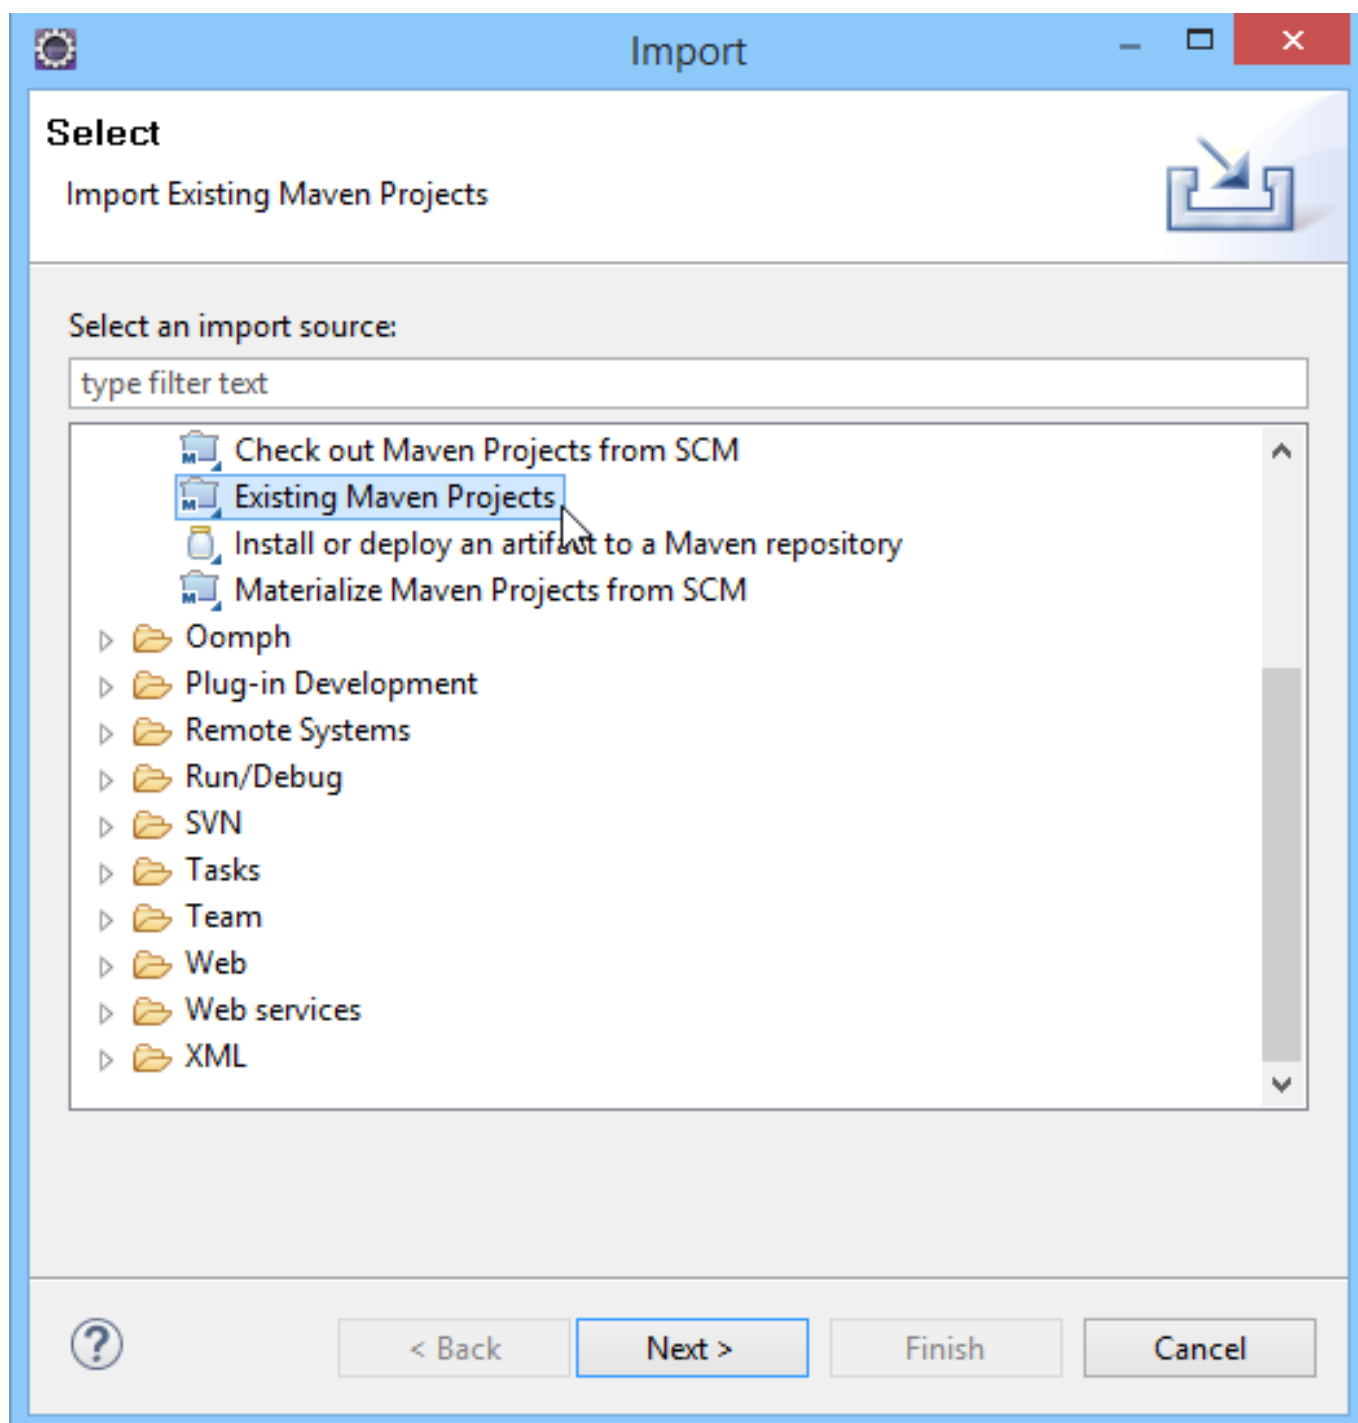 Import
Select
Import Existing Maven Projects
Select an import source:
type filter text
Check out Maven Projects from SCM
Existing Maven Projects
Install or deploy an artifact to a Maven repository
Materialize Maven Projects from SCM
Oomph
Plug-in Development
Remote Systems
Run/Debug
SVN
Tasks
Team
Web
Web services
XML
? < Back Next > Finish Cancel